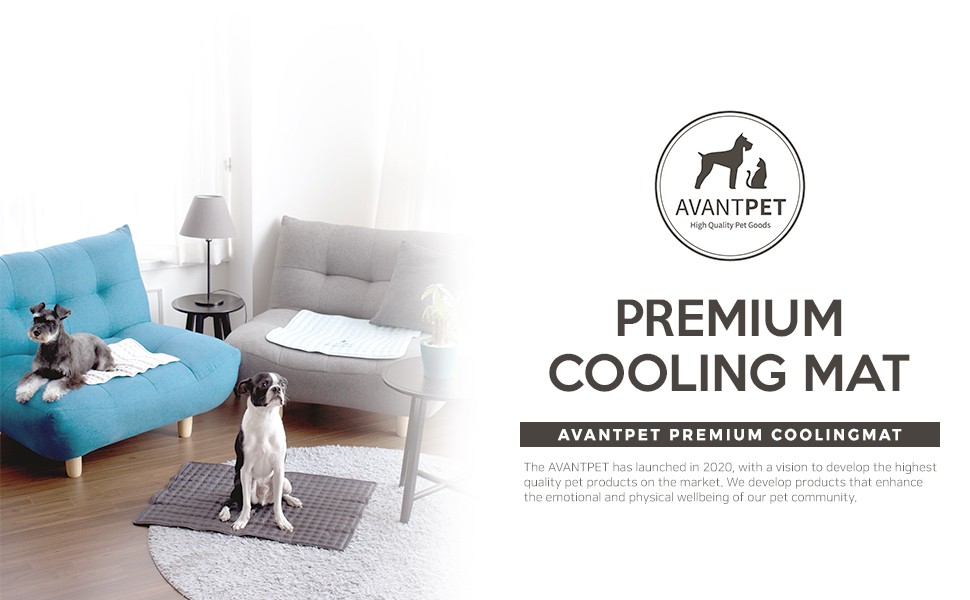 AVANTPET
High Quality Pet Goods
PREMIUM
COOLING MAT
AVANTPET PREMIUM COOLINGMAT
The AVANTPET has launched in 2020, with a vision to develop the highest
quality pet products on the market. We develop products that enhance
the emotional and physical wellbeing of our pet community.